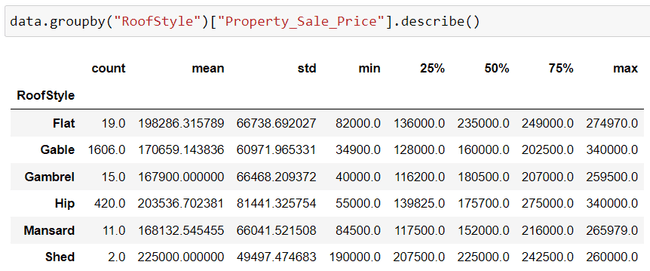 data.groupby("RoofStyle")["Property_Sale_Price"].describe()
count mean std min 25% 50% 75% max
RoofStyle
Flat 19.0 198286.315789 66738.692027 82000.0 136000.0 235000.0 249000.0 274970.0
Gable 1606.0 170659.143836 60971.965331 34900.0 128000.0 160000.0 202500.0 340000.0
Gambrel 15.0 167900.000000 66468.209372 40000.0 116200.0 180500.0 207000.0 259500.0
Hip 420.0 203536.702381 81441.325754 55000.0 139825.0 175700.0 275000.0 340000.0
Mansard 11.0 168132.545455 66041.521508 84500.0 117500.0 152000.0 216000.0 265979.0
Shed 2.0 225000.000000 49497.474683 190000.0 207500.0 225000.0 242500.0 260000.0